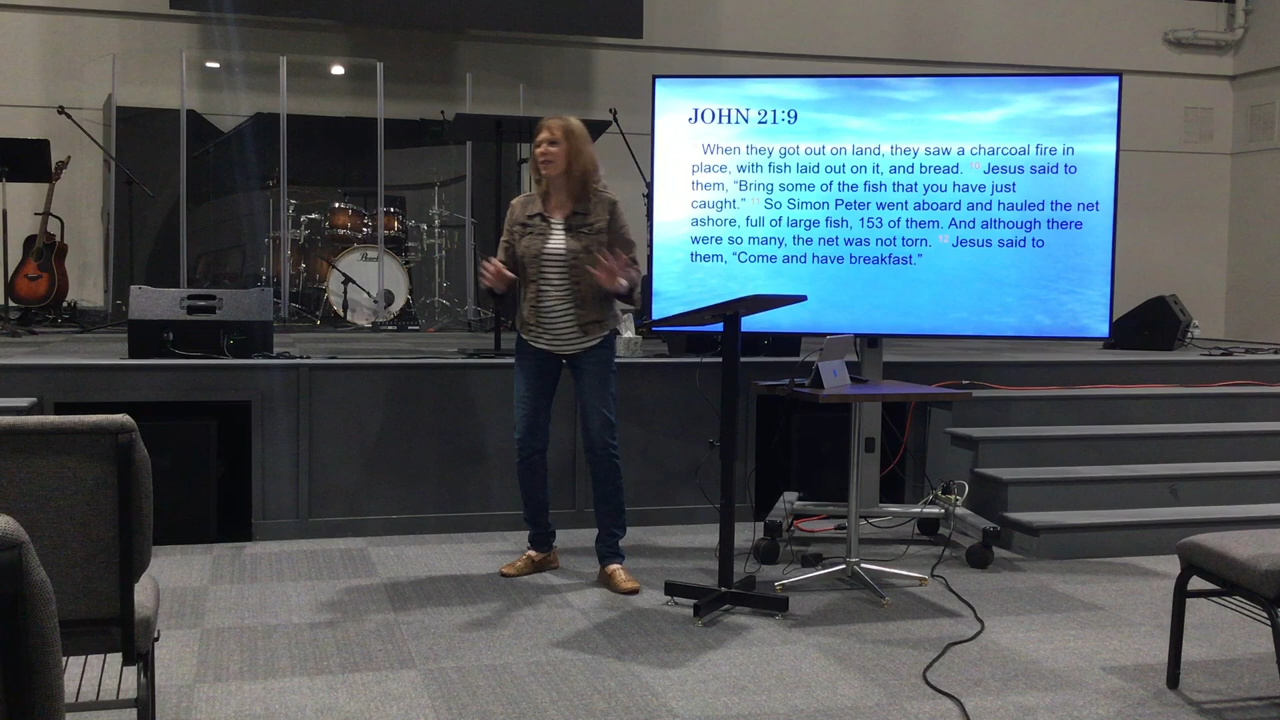 JOHN 21:9
When they got out on land, they saw a charcoal fire in
place, with fish laid out on it, and bread. 10 Jesus said to
them, “Bring some of the fish that you have just
caught.” 11 So Simon Peter went aboard and hauled the net
ashore, full of large fish, 153 of them. And although there
were so many, the net was not torn. 12 Jesus said to
them, “Come and have breakfast.”
Pearl